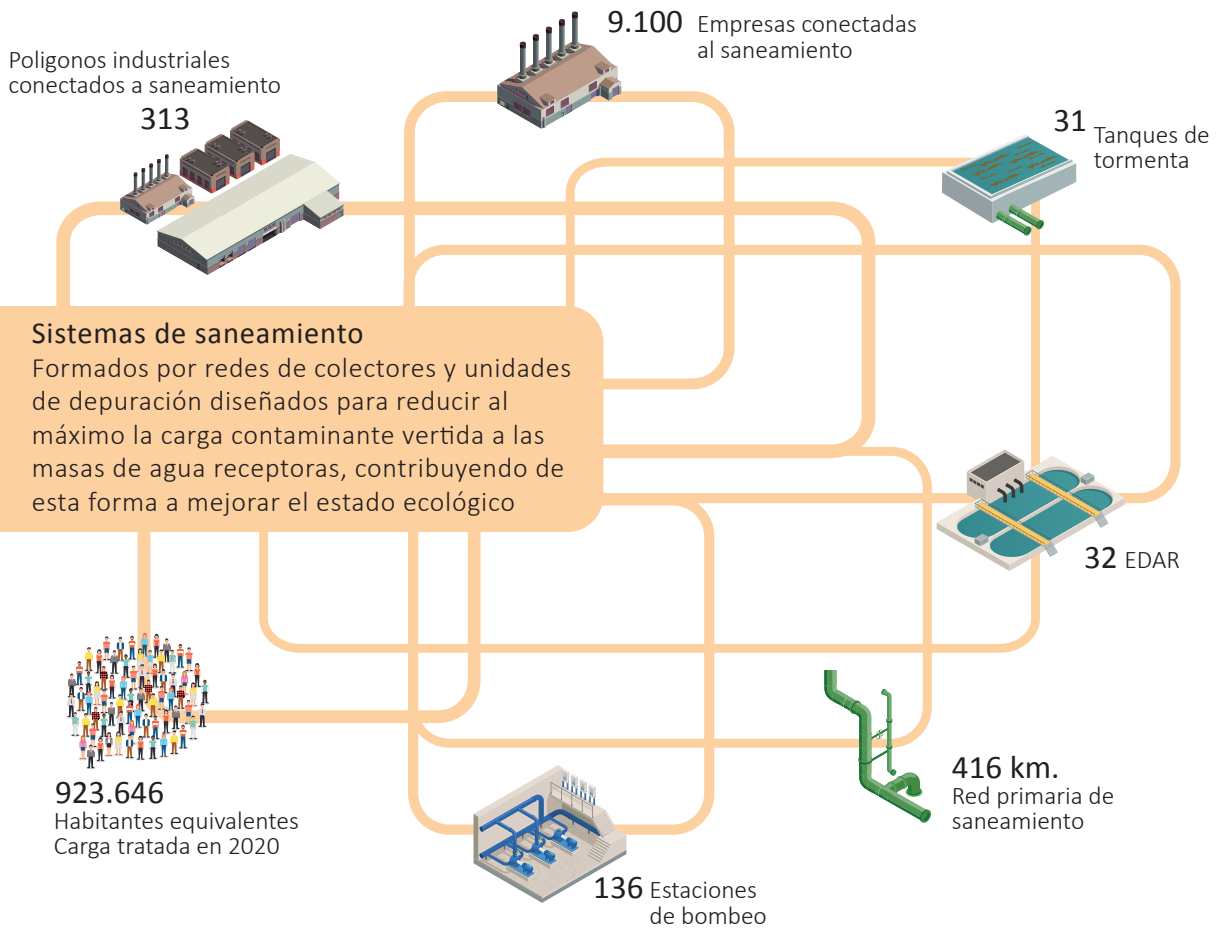 9.100 Empresas conectadas
al saneamiento
Poligonos industriales
conectados a saneamiento
313
31 Tanques de
tormenta
Sistemas de saneamiento
Formados por redes de colectores y unidades
de depuración diseñados para reducir al
máximo la carga contaminante vertida a las
masas de agua receptoras, contribuyendo de
esta forma a mejorar el estado ecológico
32 EDAR
923.646
Habitantes equivalentes
Carga tratada en 2020
416 km.
Red primaria de
saneamiento
136 Estaciones
de bombeo